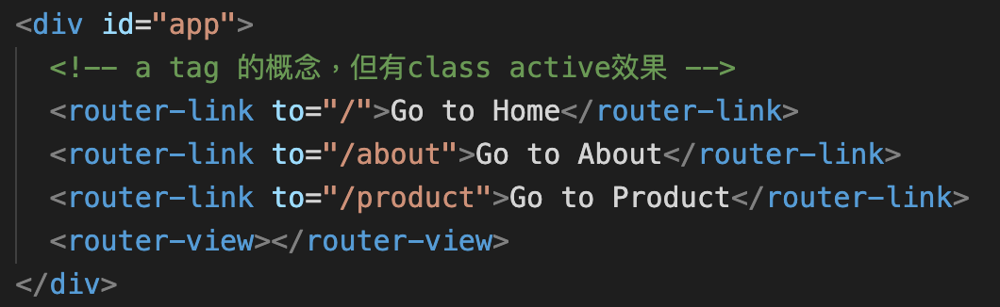 <div id="app">
<!-- a tag 的概念，但有class active效果 -->
<router-link to="/">Go to Home</router-link>
<router-link to="/about">Go to About</router-link>
<router-link to="/product">Go to Product</router-link>
<router-view></router-view>
</div>